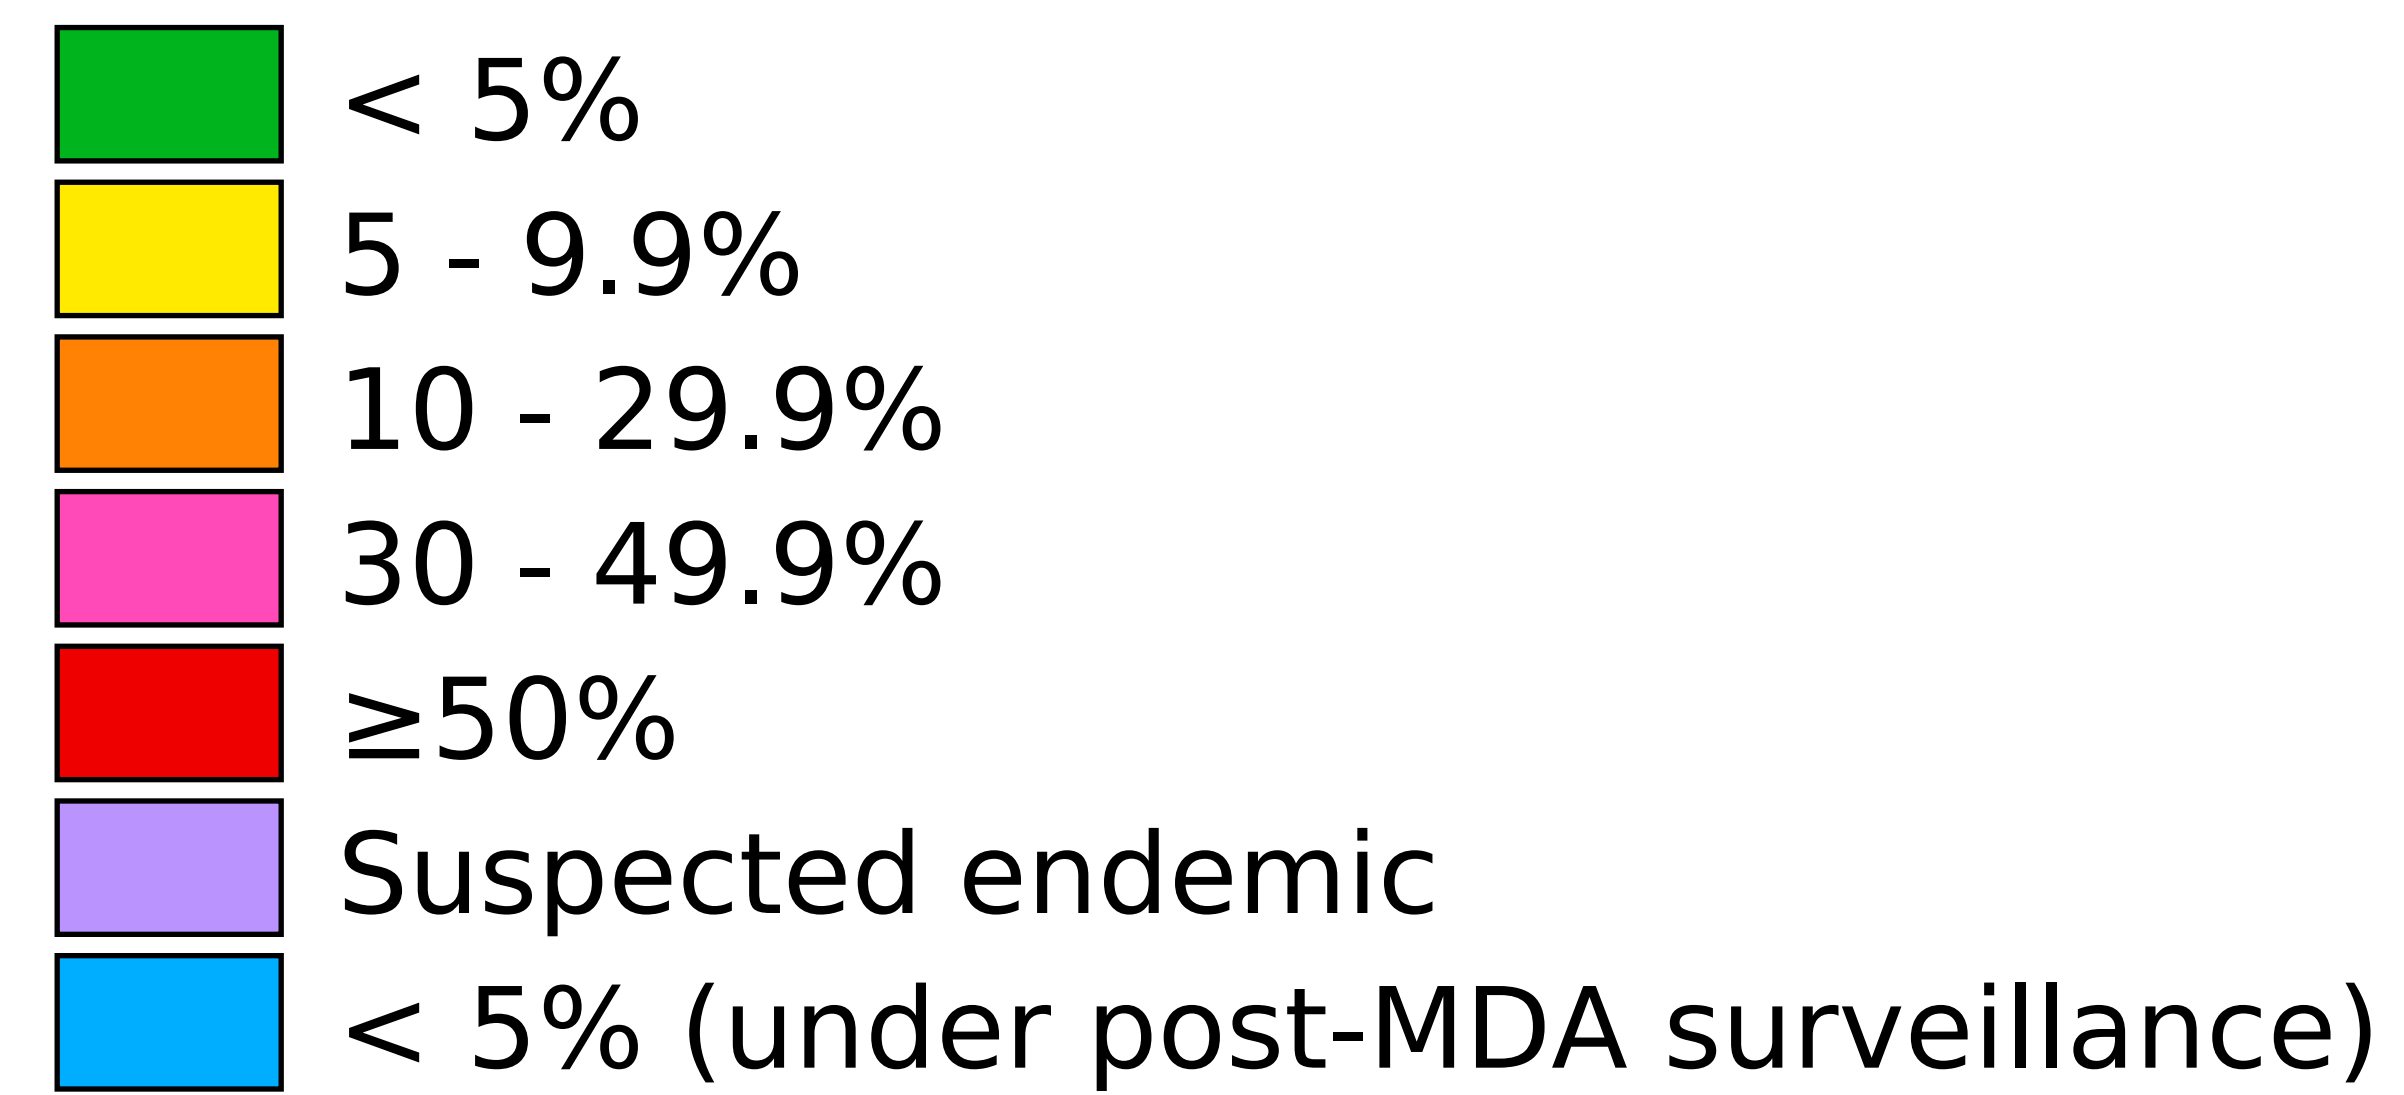 < 5%
5 - 9.9%
10 - 29.9%
30 - 49.9%
≥50%
Suspected endemic
< 5% (under post-MDA surveillance)